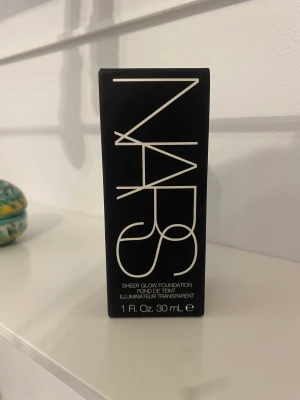 NARS
SHEER GLOW FOUNDATION
FOND DE TEINT
ILLUMINATEUR TRANSPARENT
1 Fl. Oz. 30 mL ℮